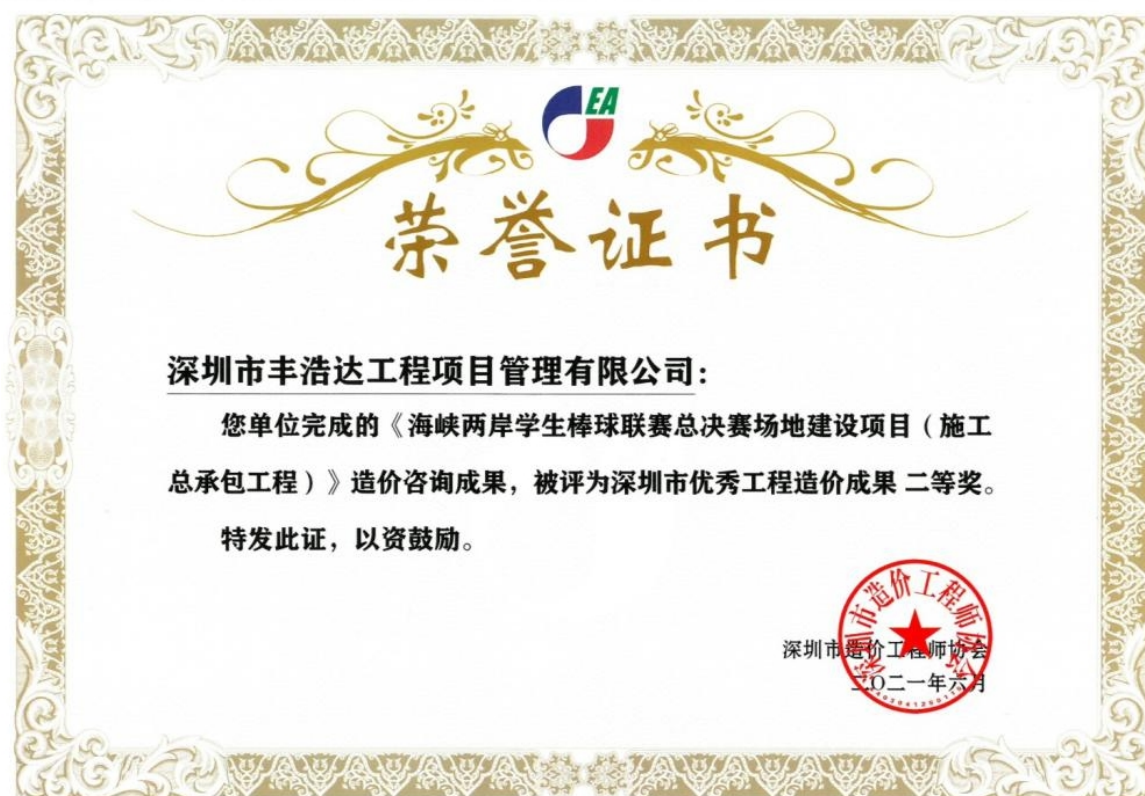 EA
荣誉证书
深圳市丰浩达工程项目管理有限公司：
您单位完成的《海峡两岸学生棒球联赛总决赛场地建设项目（施工
总承包工程）》造价咨询成果，被评为深圳市优秀工程造价成果 二等奖。
特发此证，以资鼓励。
深圳市造价工程师协会
深圳市造价工程师协会
二〇二一年六月